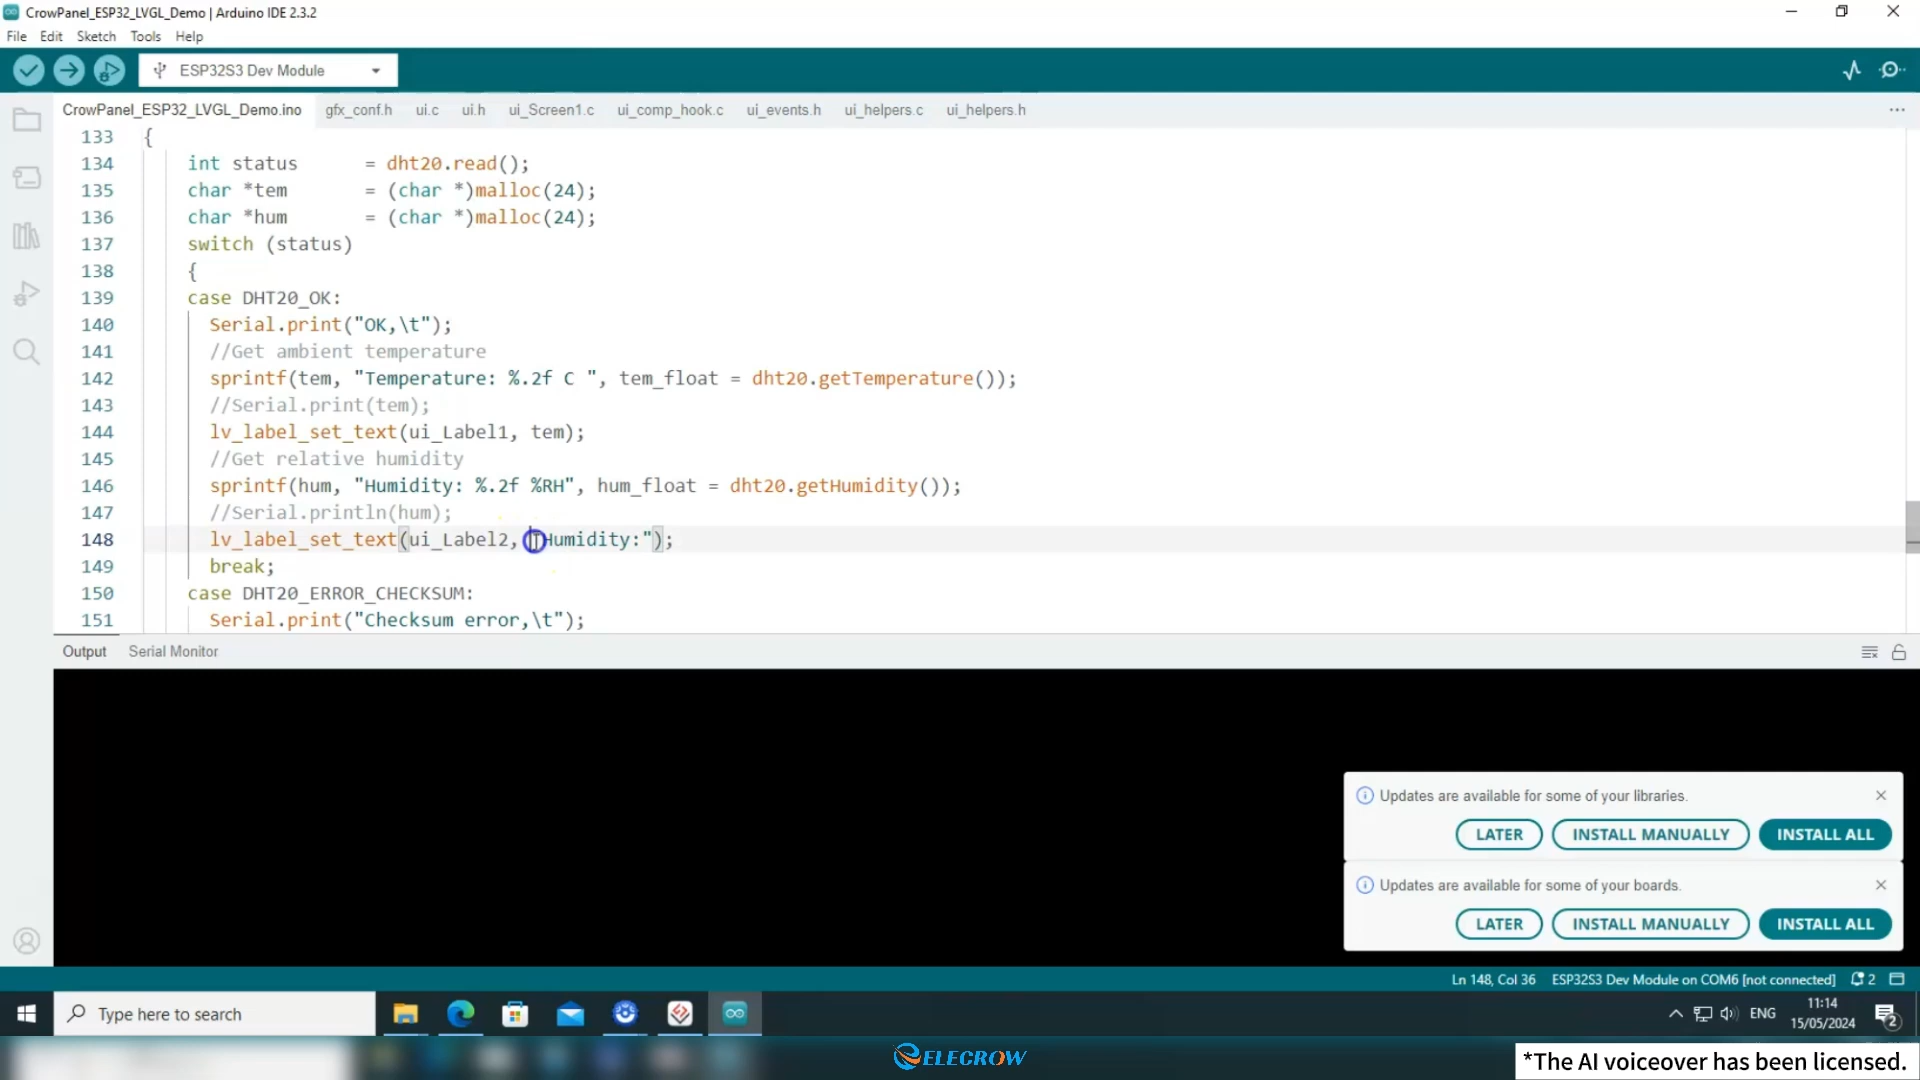 CrowPanel_ESP32_LVGL_Demo | Arduino IDE 2.3.2
File Edit Sketch Tools Help
ESP32S3 Dev Module
CrowPanel_ESP32_LVGL_Demo.ino gfx_conf.h ui.c ui.h ui_Screen1.c ui_comp_hook.c ui_events.h ui_helpers.c ui_helpers.h ...
133 {
134 int status = dht20.read();
135 char *tem = (char *)malloc(24);
136 char *hum = (char *)malloc(24);
137 switch (status)
138 {
139 case DHT20_OK:
140 Serial.print("OK,\t");
141 //Get ambient temperature
142 sprintf(tem, "Temperature: %.2f C ", tem_float = dht20.getTemperature());
143 //Serial.print(tem);
144 lv_label_set_text(ui_Label1, tem);
145 //Get relative humidity
146 sprintf(hum, "Humidity: %.2f %RH", hum_float = dht20.getHumidity());
147 //Serial.println(hum);
148 lv_label_set_text(ui_Label2, "Humidity:");
149 break;
150 case DHT20_ERROR_CHECKSUM:
151 Serial.print("Checksum error,\t");
Output Serial Monitor
Updates are available for some of your libraries.
LATER INSTALL MANUALLY INSTALL ALL
Updates are available for some of your boards.
LATER INSTALL MANUALLY INSTALL ALL
Ln 148, Col 36 ESP32S3 Dev Module on COM6 [not connected] 2
Type here to search
ENG
11:14
15/05/2024
2
ELECROW
*The AI voiceover has been licensed.